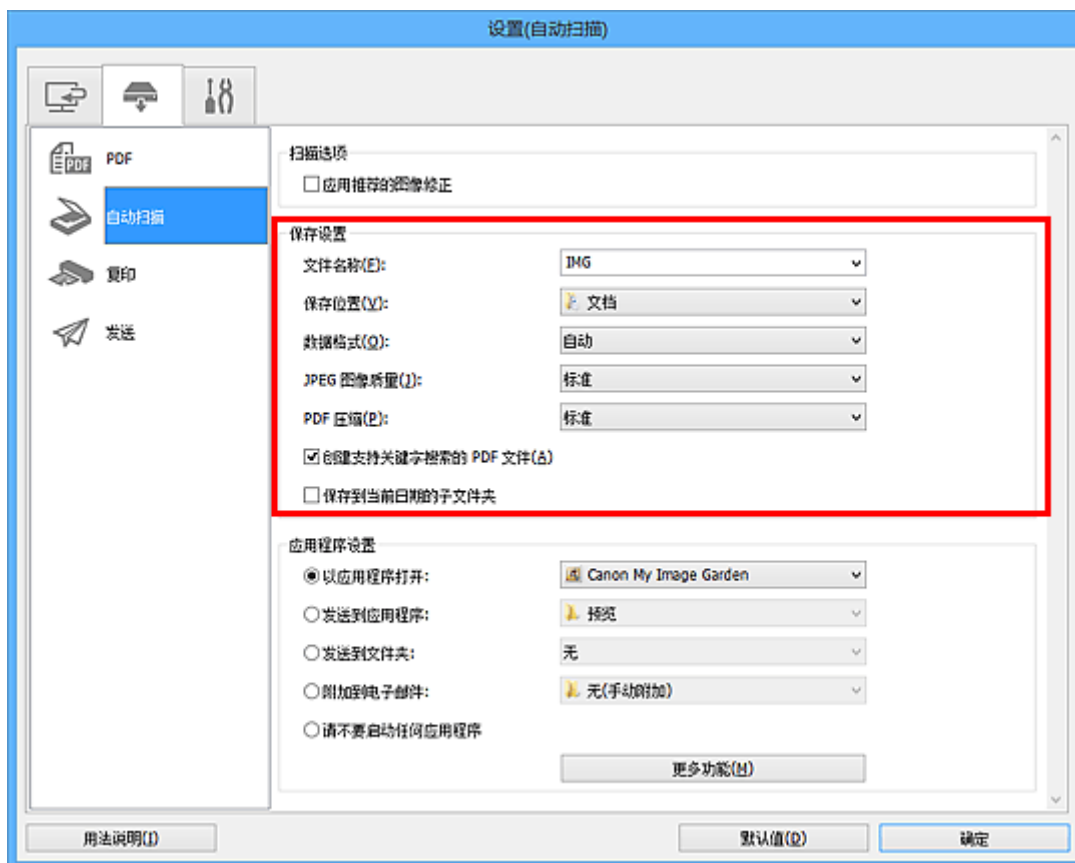 设置(自动扫描)
PDF
自动扫描
复印
发送
扫描选项
应用推荐的图像修正
保存设置
文件名称(F): IMG
保存位置(V): 文档
数据格式(O): 自动
JPEG 图像质量(J): 标准
PDF 压缩(P): 标准
创建支持关键字搜索的 PDF 文件(A)
保存到当前日期的子文件夹
应用程序设置
以应用程序打开: Canon My Image Garden
发送到应用程序: 预览
发送到文件夹: 无
附加到电子邮件: 无(手动附加)
请不要启动任何应用程序
更多功能(M)
用法说明(I) 默认值(D) 确定